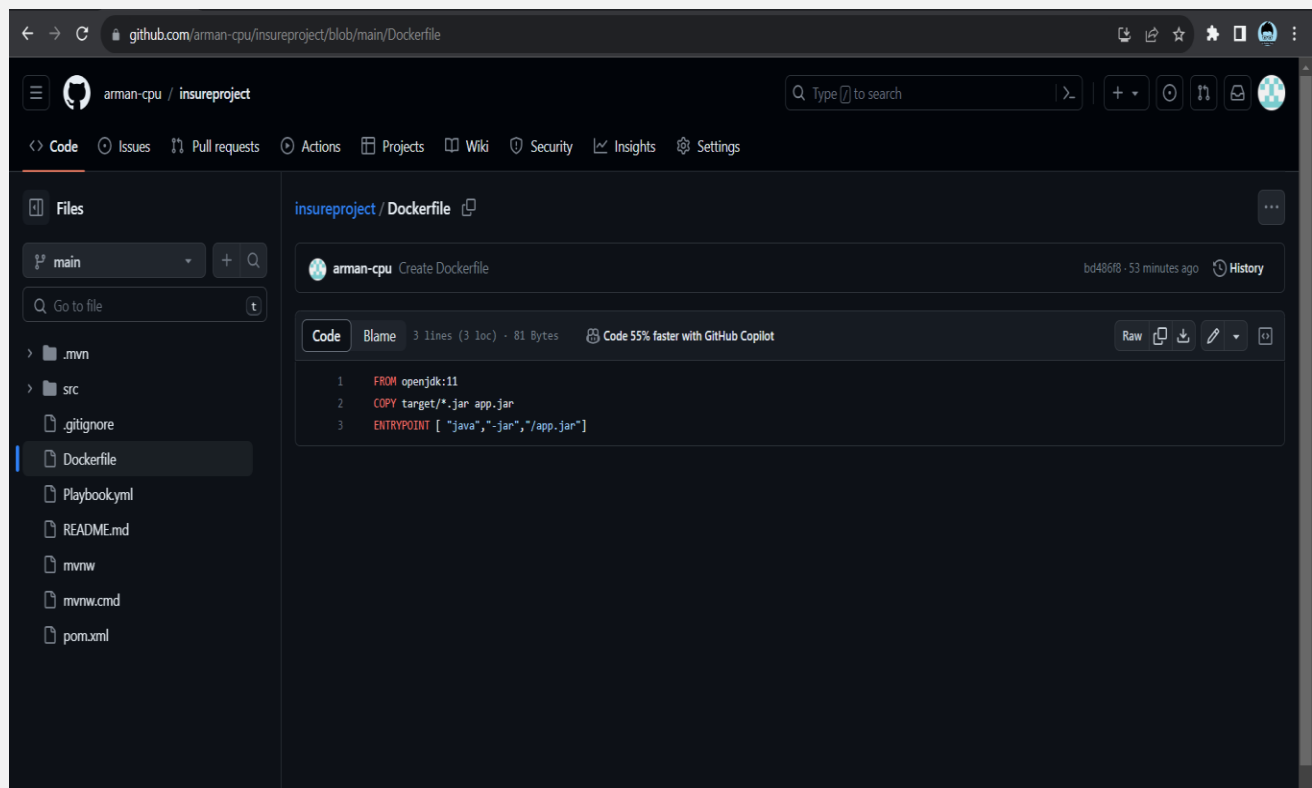 github.com/arman-cpu/insureproject/blob/main/Dockerfile
arman-cpu / insureproject
Type / to search
Code Issues Pull requests Actions Projects Wiki Security Insights Settings
Files
main
Go to file t
.mvn
src
.gitignore
Dockerfile
Playbook.yml
README.md
mvnw
mvnw.cmd
pom.xml
insureproject / Dockerfile
arman-cpu Create Dockerfile bd486f8 · 53 minutes ago History
Code Blame 3 lines (3 loc) · 81 Bytes Code 55% faster with GitHub Copilot Raw
1 FROM openjdk:11
2 COPY target/*.jar app.jar
3 ENTRYPOINT [ "java","-jar","/app.jar"]